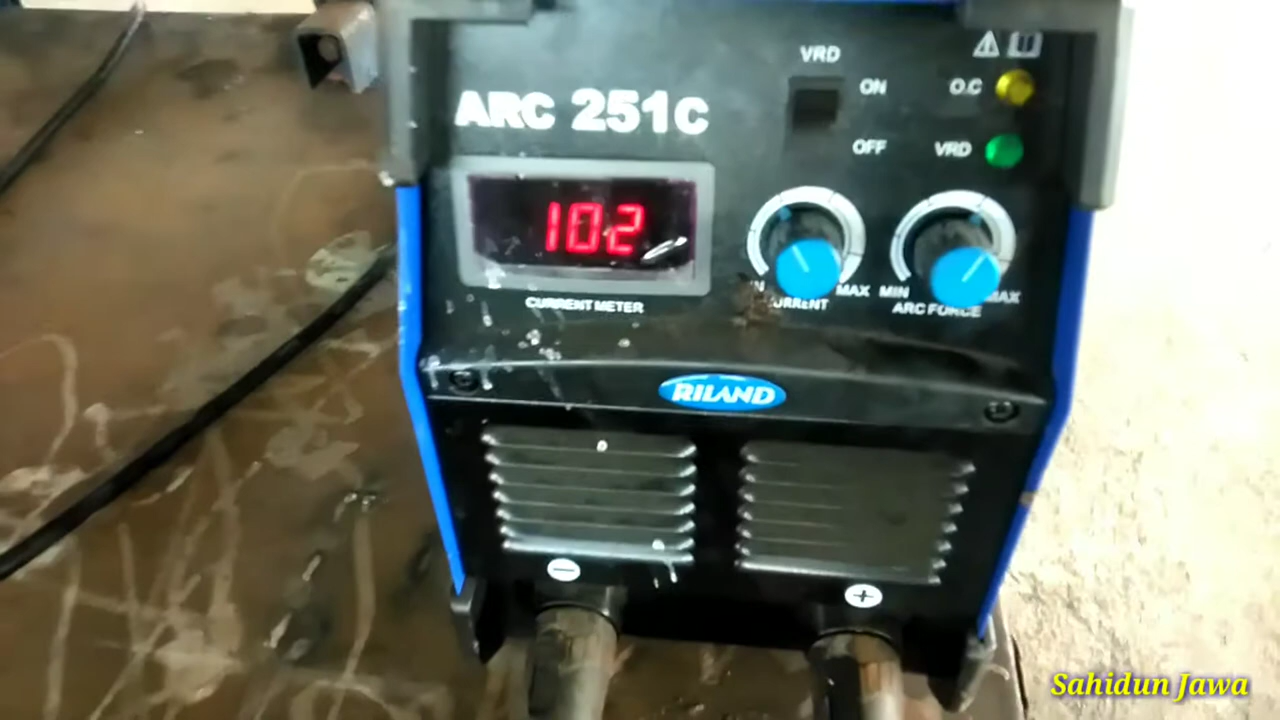 VRD
ON
O.C
ARC 251C
OFF
VRD
102
MAX
MIN
MAX
CURRENT METER
CURRENT
ARC FORCE
RILAND
−
+
Sahidun Jawa